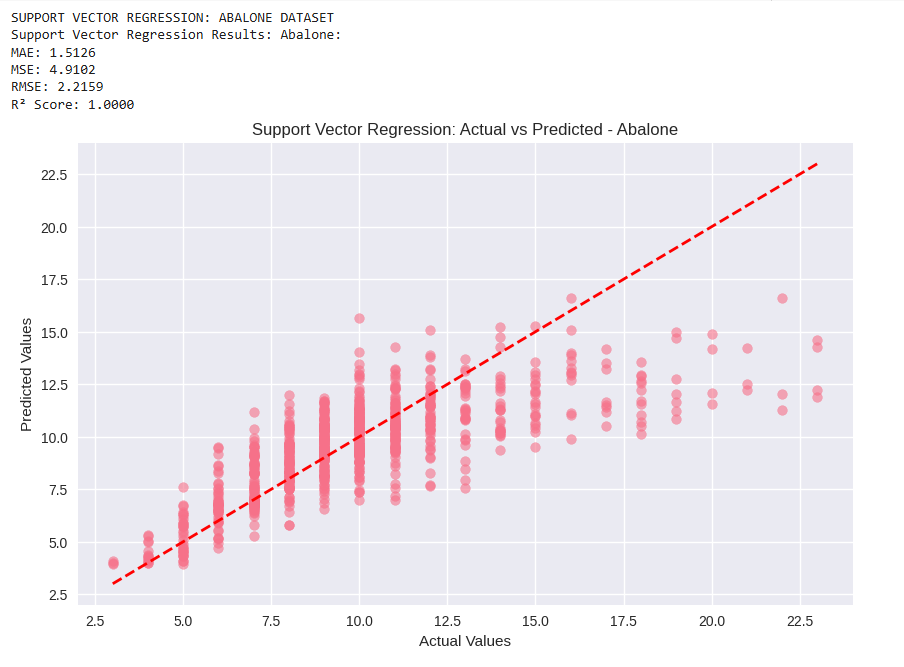 SUPPORT VECTOR REGRESSION: ABALONE DATASET
Support Vector Regression Results: Abalone:
MAE: 1.5126
MSE: 4.9102
RMSE: 2.2159
R² Score: 1.0000
Support Vector Regression: Actual vs Predicted - Abalone
22.5
20.0
17.5
15.0
12.5
10.0
7.5
5.0
2.5
Predicted Values
2.5 5.0 7.5 10.0 12.5 15.0 17.5 20.0 22.5
Actual Values